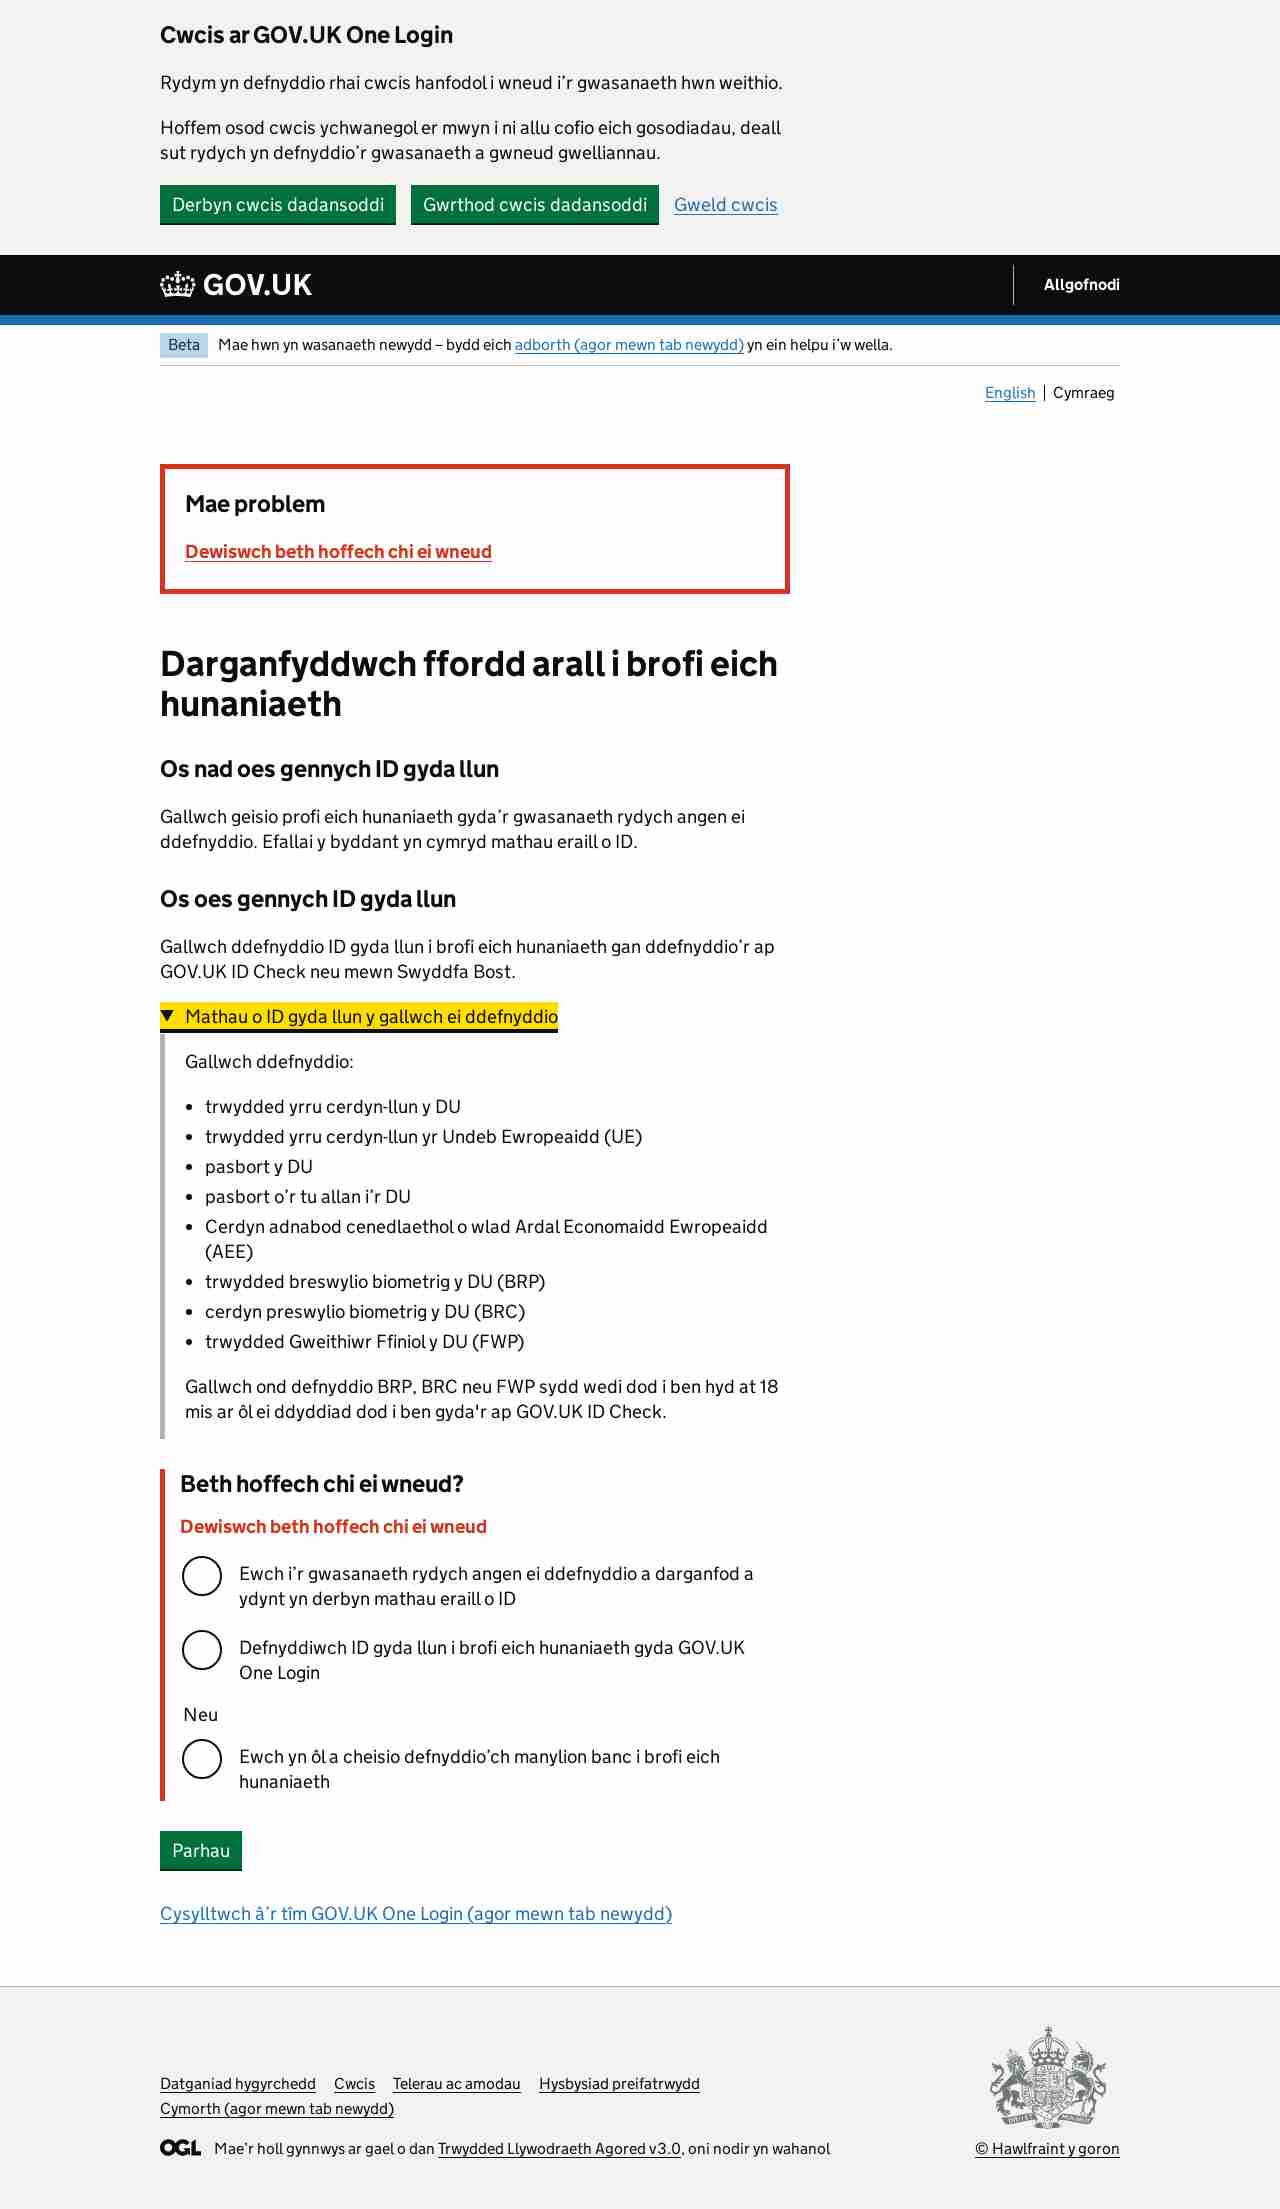 Cwcis ar GOV.UK One Login
Rydym yn defnyddio rhai cwcis hanfodol i wneud i’r gwasanaeth hwn weithio.
Hoffem osod cwcis ychwanegol er mwyn i ni allu cofio eich gosodiadau, deall
sut rydych yn defnyddio’r gwasanaeth a gwneud gwelliannau.
Derbyn cwcis dadansoddi Gwrthod cwcis dadansoddi Gweld cwcis
GOV.UK Allgofnodi
Beta Mae hwn yn wasanaeth newydd – bydd eich adborth (agor mewn tab newydd) yn ein helpu i’w wella.
English Cymraeg
Mae problem
Dewiswch beth hoffech chi ei wneud
Darganfyddwch ffordd arall i brofi eich
hunaniaeth
Os nad oes gennych ID gyda llun
Gallwch geisio profi eich hunaniaeth gyda’r gwasanaeth rydych angen ei
ddefnyddio. Efallai y byddant yn cymryd mathau eraill o ID.
Os oes gennych ID gyda llun
Gallwch ddefnyddio ID gyda llun i brofi eich hunaniaeth gan ddefnyddio’r ap
GOV.UK ID Check neu mewn Swyddfa Bost.
Mathau o ID gyda llun y gallwch ei ddefnyddio
Gallwch ddefnyddio:
• trwydded yrru cerdyn-llun y DU
• trwydded yrru cerdyn-llun yr Undeb Ewropeaidd (UE)
• pasbort y DU
• pasbort o’r tu allan i’r DU
• Cerdyn adnabod cenedlaethol o wlad Ardal Economaidd Ewropeaidd
(AEE)
• trwydded breswylio biometrig y DU (BRP)
• cerdyn preswylio biometrig y DU (BRC)
• trwydded Gweithiwr Ffiniol y DU (FWP)
Gallwch ond defnyddio BRP, BRC neu FWP sydd wedi dod i ben hyd at 18
mis ar ôl ei ddyddiad dod i ben gyda'r ap GOV.UK ID Check.
Beth hoffech chi ei wneud?
Dewiswch beth hoffech chi ei wneud
Ewch i’r gwasanaeth rydych angen ei ddefnyddio a darganfod a
ydynt yn derbyn mathau eraill o ID
Defnyddiwch ID gyda llun i brofi eich hunaniaeth gyda GOV.UK
One Login
Neu
Ewch yn ôl a cheisio defnyddio’ch manylion banc i brofi eich
hunaniaeth
Parhau
Cysylltwch â’r tîm GOV.UK One Login (agor mewn tab newydd)
Datganiad hygyrchedd Cwcis Telerau ac amodau Hysbysiad preifatrwydd
Cymorth (agor mewn tab newydd)
OGL Mae’r holl gynnwys ar gael o dan Trwydded Llywodraeth Agored v3.0, oni nodir yn wahanol
© Hawlfraint y goron